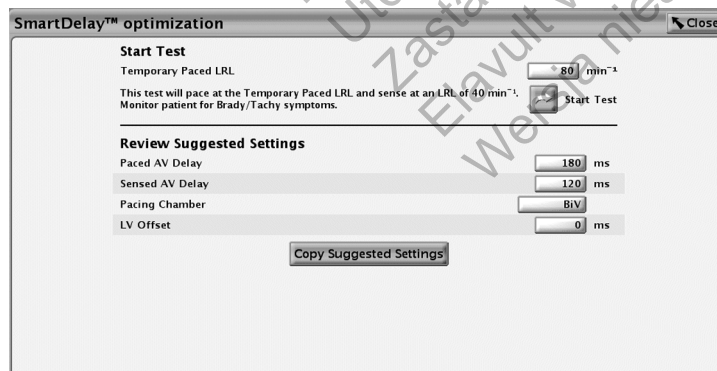 SmartDelay™ optimization
Close
Start Test
Temporary Paced LRL 80 min⁻¹
This test will pace at the Temporary Paced LRL and sense at an LRL of 40 min⁻¹.
Monitor patient for Brady/Tachy symptoms.
Start Test
Review Suggested Settings
Paced AV Delay 180 ms
Sensed AV Delay 120 ms
Pacing Chamber BiV
LV Offset 0 ms
Copy Suggested Settings
Elavult
Wersja